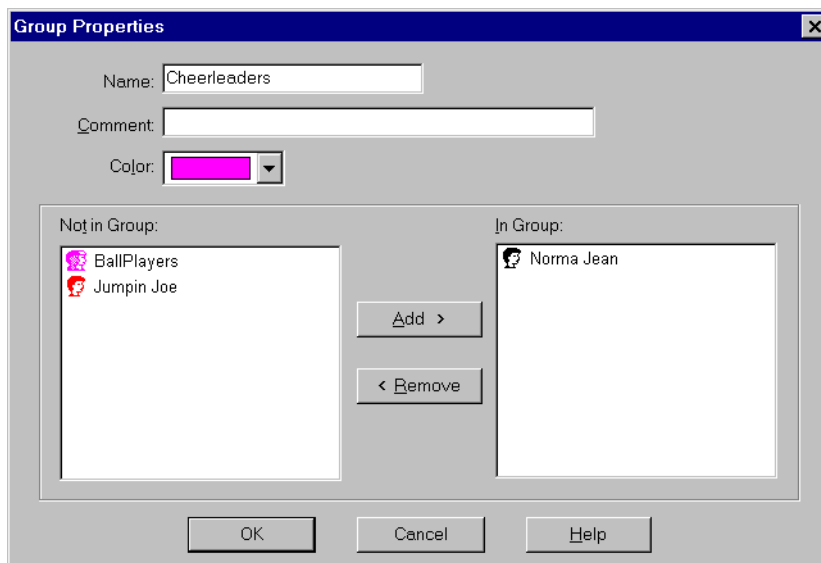 Group Properties
Name: Cheerleaders
Comment:
Color:
Not in Group:
BallPlayers
Jumpin Joe
Add >
< Remove
In Group:
Norma Jean
OK Cancel Help